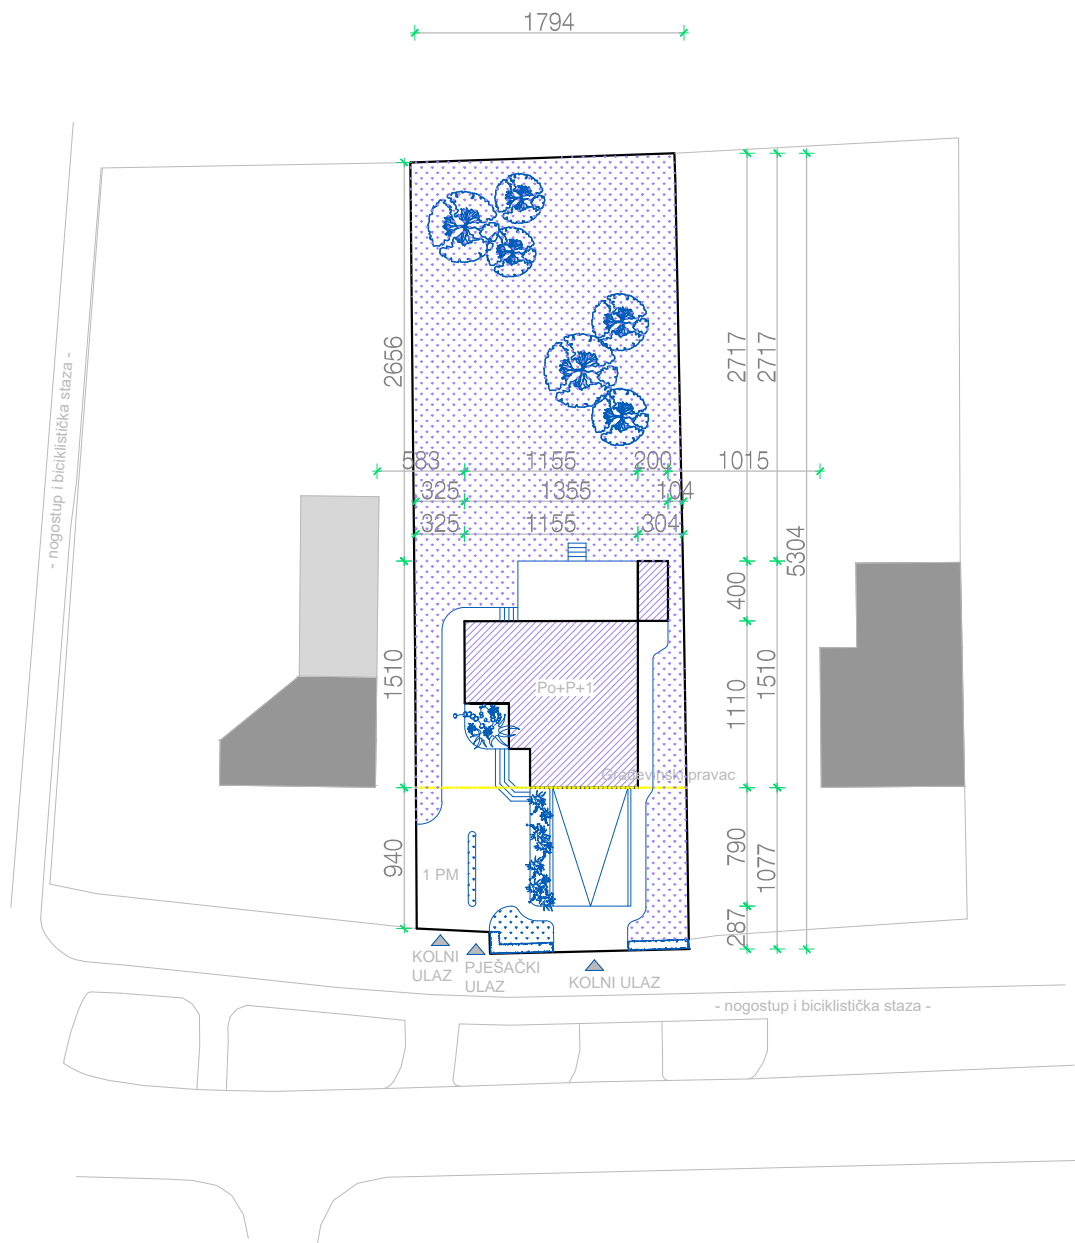 1794
- nogostup i biciklistička staza -
2656
2717
2717
583
1155
200
1015
325
1355
104
325
1155
304
5304
400
1510
1110
1510
Po+P+1
Građevinski pravac
940
1 PM
790
1077
287
KOLNI
ULAZ
PJEŠAČKI
ULAZ
KOLNI ULAZ
- nogostup i biciklistička staza -